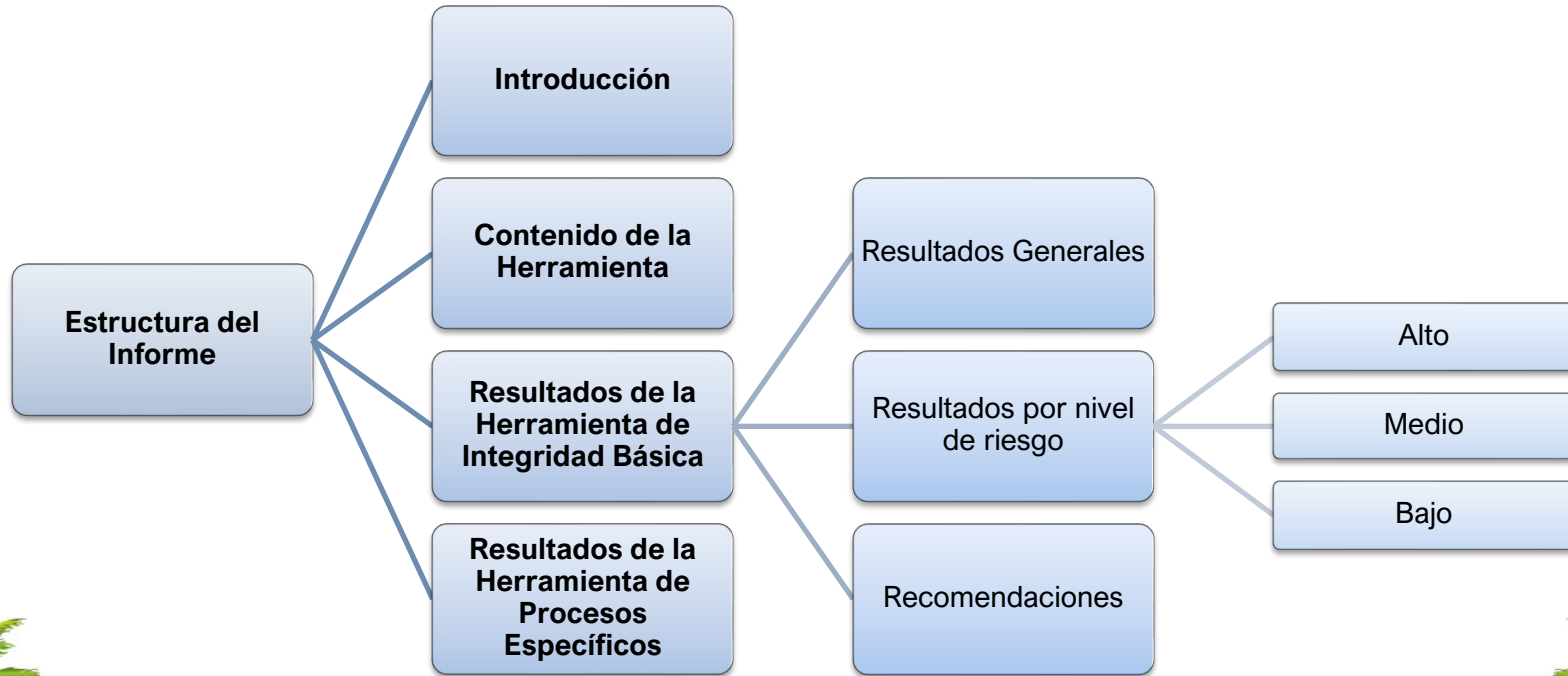 Estructura del
Informe
Introducción
Contenido de la
Herramienta
Resultados de la
Herramienta de
Integridad Básica
Resultados de la
Herramienta de
Procesos
Específicos
Resultados Generales
Resultados por nivel
de riesgo
Recomendaciones
Alto
Medio
Bajo